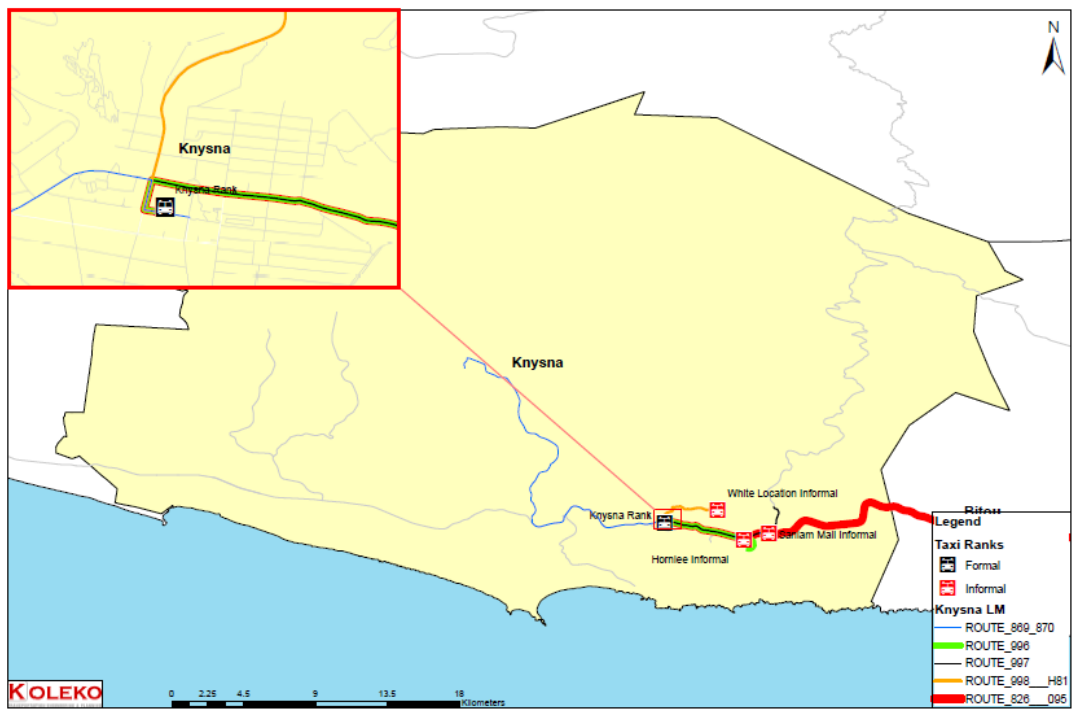 N
Knysna
Knysna Rank
Knysna
White Location Informal
Knysna Rank
Sanlam Mall Informal
Hornlee Informal
Bitou
Legend
Taxi Ranks
Formal
Informal
Knysna LM
ROUTE_869_870
ROUTE_996
ROUTE_997
ROUTE_998___H81
ROUTE_826___095
KOLEKO
0 2.25 4.5 9 13.5 18
Kilometers